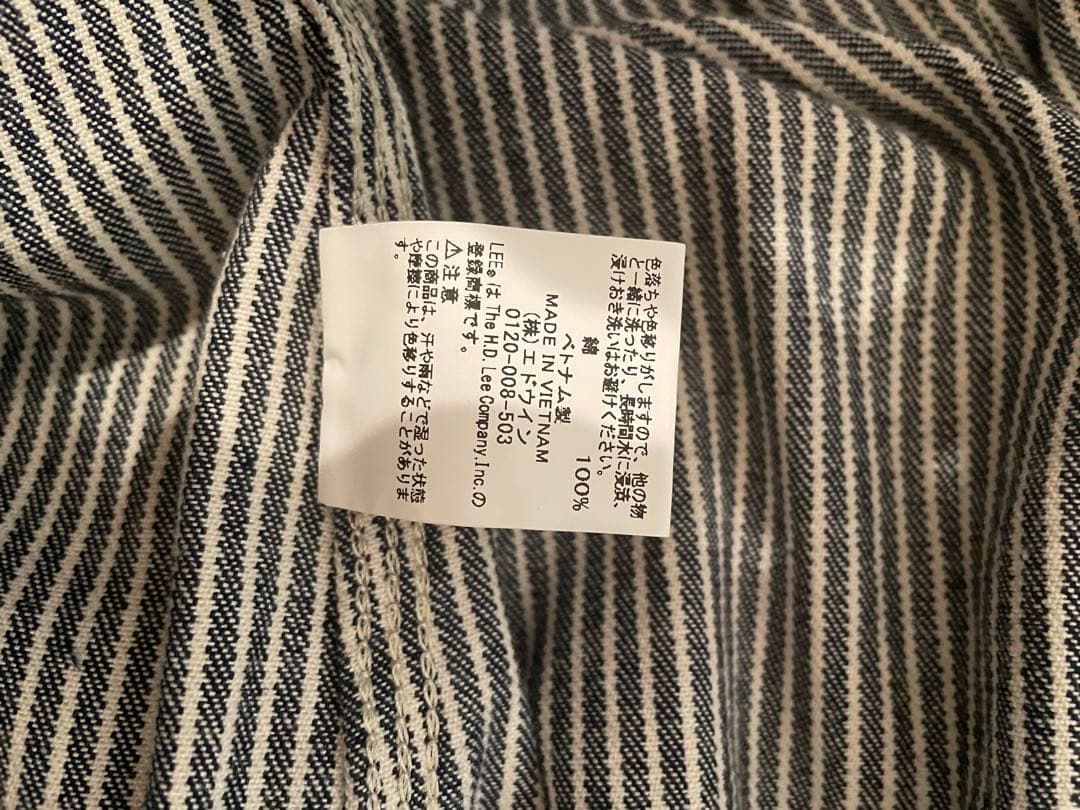 色落ちや色移りがしますので、他の物
と一緒に洗ったり、長時間水に浸漬、
浸けおき洗いはお避けください。
綿 100%
ベトナム製
MADE IN VIETNAM
(株)エドウイン
0120-008-503
LEE®は The H.D. Lee Company, Inc.の
登録商標です。
⚠注意
この商品は、汗や雨などで湿った状態
や摩擦により色移りすることがありま
す。